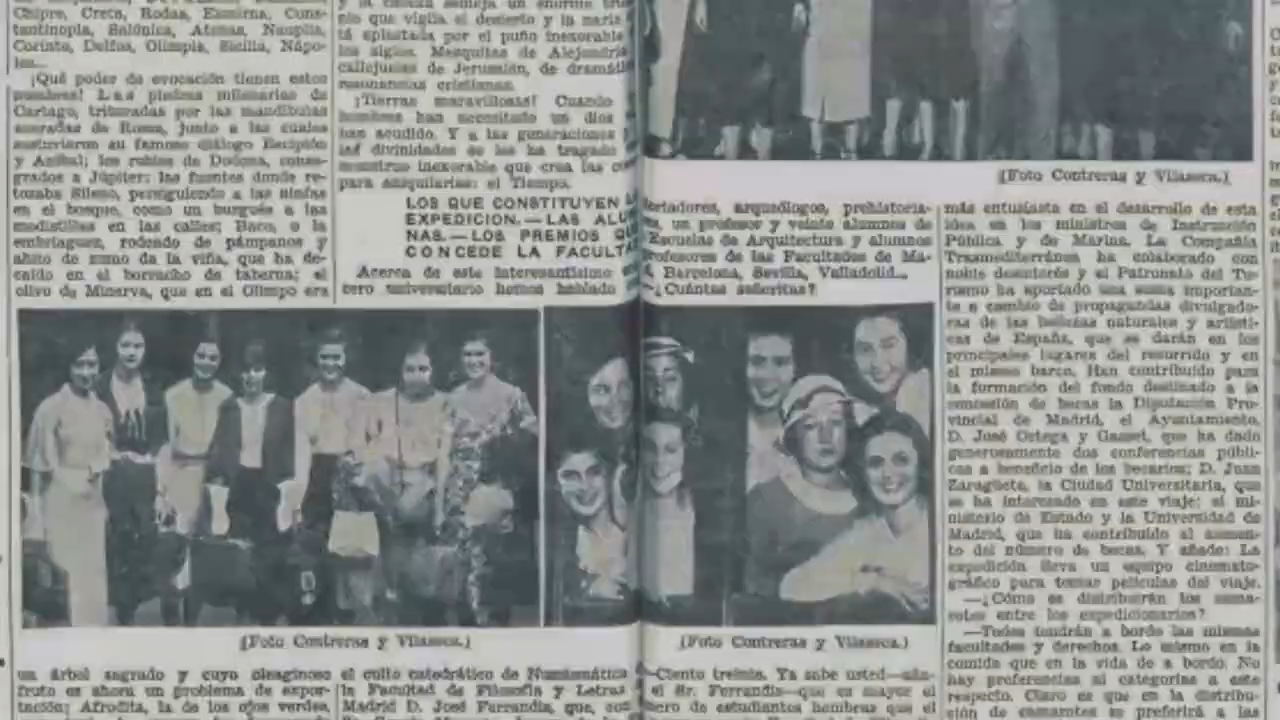 Chipre, Creta, Rodas, Esmirna, Cons-
tantinopla, Salónica, Atenas, Nauplia,
Corinto, Delfos, Olimpia, Sicilia, Nápo-
les...
¡Qué poder de evocación tienen estos
nombres! Las piedras milenarias de
Cartago, trituradas por las mandíbulas
aceradas de Roma, junto a las cuales
sostuvieron su famoso diálogo Escipión
y Aníbal; los robles de Dodona, consa-
grados a Júpiter; las fuentes donde re-
tozaba Sileno, persiguiendo a las ninfas
en el bosque, como un burgués a las
modistillas en las calles; Baco, o la
embriaguez, rodeado de pámpanos y
ahíto de zumo de la viña, que ha de-
caído en el borracho de taberna; el
olivo de Minerva, que en el Olimpo era
y la cabeza semeja un enorme
que vigila el desierto y la nariz
tá aplastada por el puño inexorable
los siglos. Mezquitas de Alejandría
callejuelas de Jerusalén, de dramáti
resonancias cristianas.
¡Tierras maravillosas! Cuando
hombres han necesitado un dios
han acudido. Y a las generaciones
las divinidades se los ha tragado
monstruo inexorable que crea las co
para aniquilarlas: el Tiempo.
LOS QUE CONSTITUYEN
EXPEDICION.—LAS ALU
NAS.—LOS PREMIOS QU
CONCEDE LA FACULT
Acerca de este interesantísimo
cero universitario hemos hablado
(Foto Contreras y Vilaseca.)
critadores, arqueólogos, prehistoria-
s, un profesor y veinte alumnos de
Escuelas de Arquitectura y alumnos
profesores de las Facultades de Ma-
d, Barcelona, Sevilla, Valladolid...
—¿Cuántas señoritas?
más entusiasta en el desarrollo de esta
idea en los ministros de Instrucción
Pública y de Marina. La Compañía
Trasmediterránea ha colaborado con
noble desinterés y el Patronato del Tu-
rismo ha aportado una suma importan-
te a cambio de propagandas divulgado-
ras de las bellezas naturales y artísti-
cas de España, que se darán en los
principales lugares del recorrido y en
el mismo barco. Han contribuido para
la formación del fondo destinado a la
concesión de becas la Diputación Pro-
vincial de Madrid, el Ayuntamiento,
D. José Ortega y Gasset, que ha dado
generosamente dos conferencias públi-
cas a beneficio de los becarios; D. Juan
Zaragüeta, la Ciudad Universitaria, que
se ha interesado en este viaje; el mi-
nisterio de Estado y la Universidad de
Madrid, que ha contribuido al aumen-
to del número de becas. Y añade: La
expedición lleva un equipo cinemato-
gráfico para tomar películas del viaje.
—¿Cómo se distribuirán los cama-
rotes entre los expedicionarios?
—Todos tendrán a bordo las mismas
facultades y derechos. Lo mismo en la
comida que en la vida de a bordo. No
hay preferencias ni categorías a este
respecto. Claro es que en la distribu-
ción de camarotes se preferirá a las
(Foto Contreras y Vilaseca.)
(Foto Contreras y Vilaseca.)
un árbol sagrado y cuyo oleaginoso
fruto es ahora un problema de expor-
tación; Afrodita, la de los ojos verdes,
el culto catedrático de Numismática
la Facultad de Filosofía y Letras
Madrid D. José Ferrandis, que, con
—Ciento treinta. Ya sabe usted—aña-
el Sr. Ferrandis—que es mayor el
mero de estudiantes hembras que el